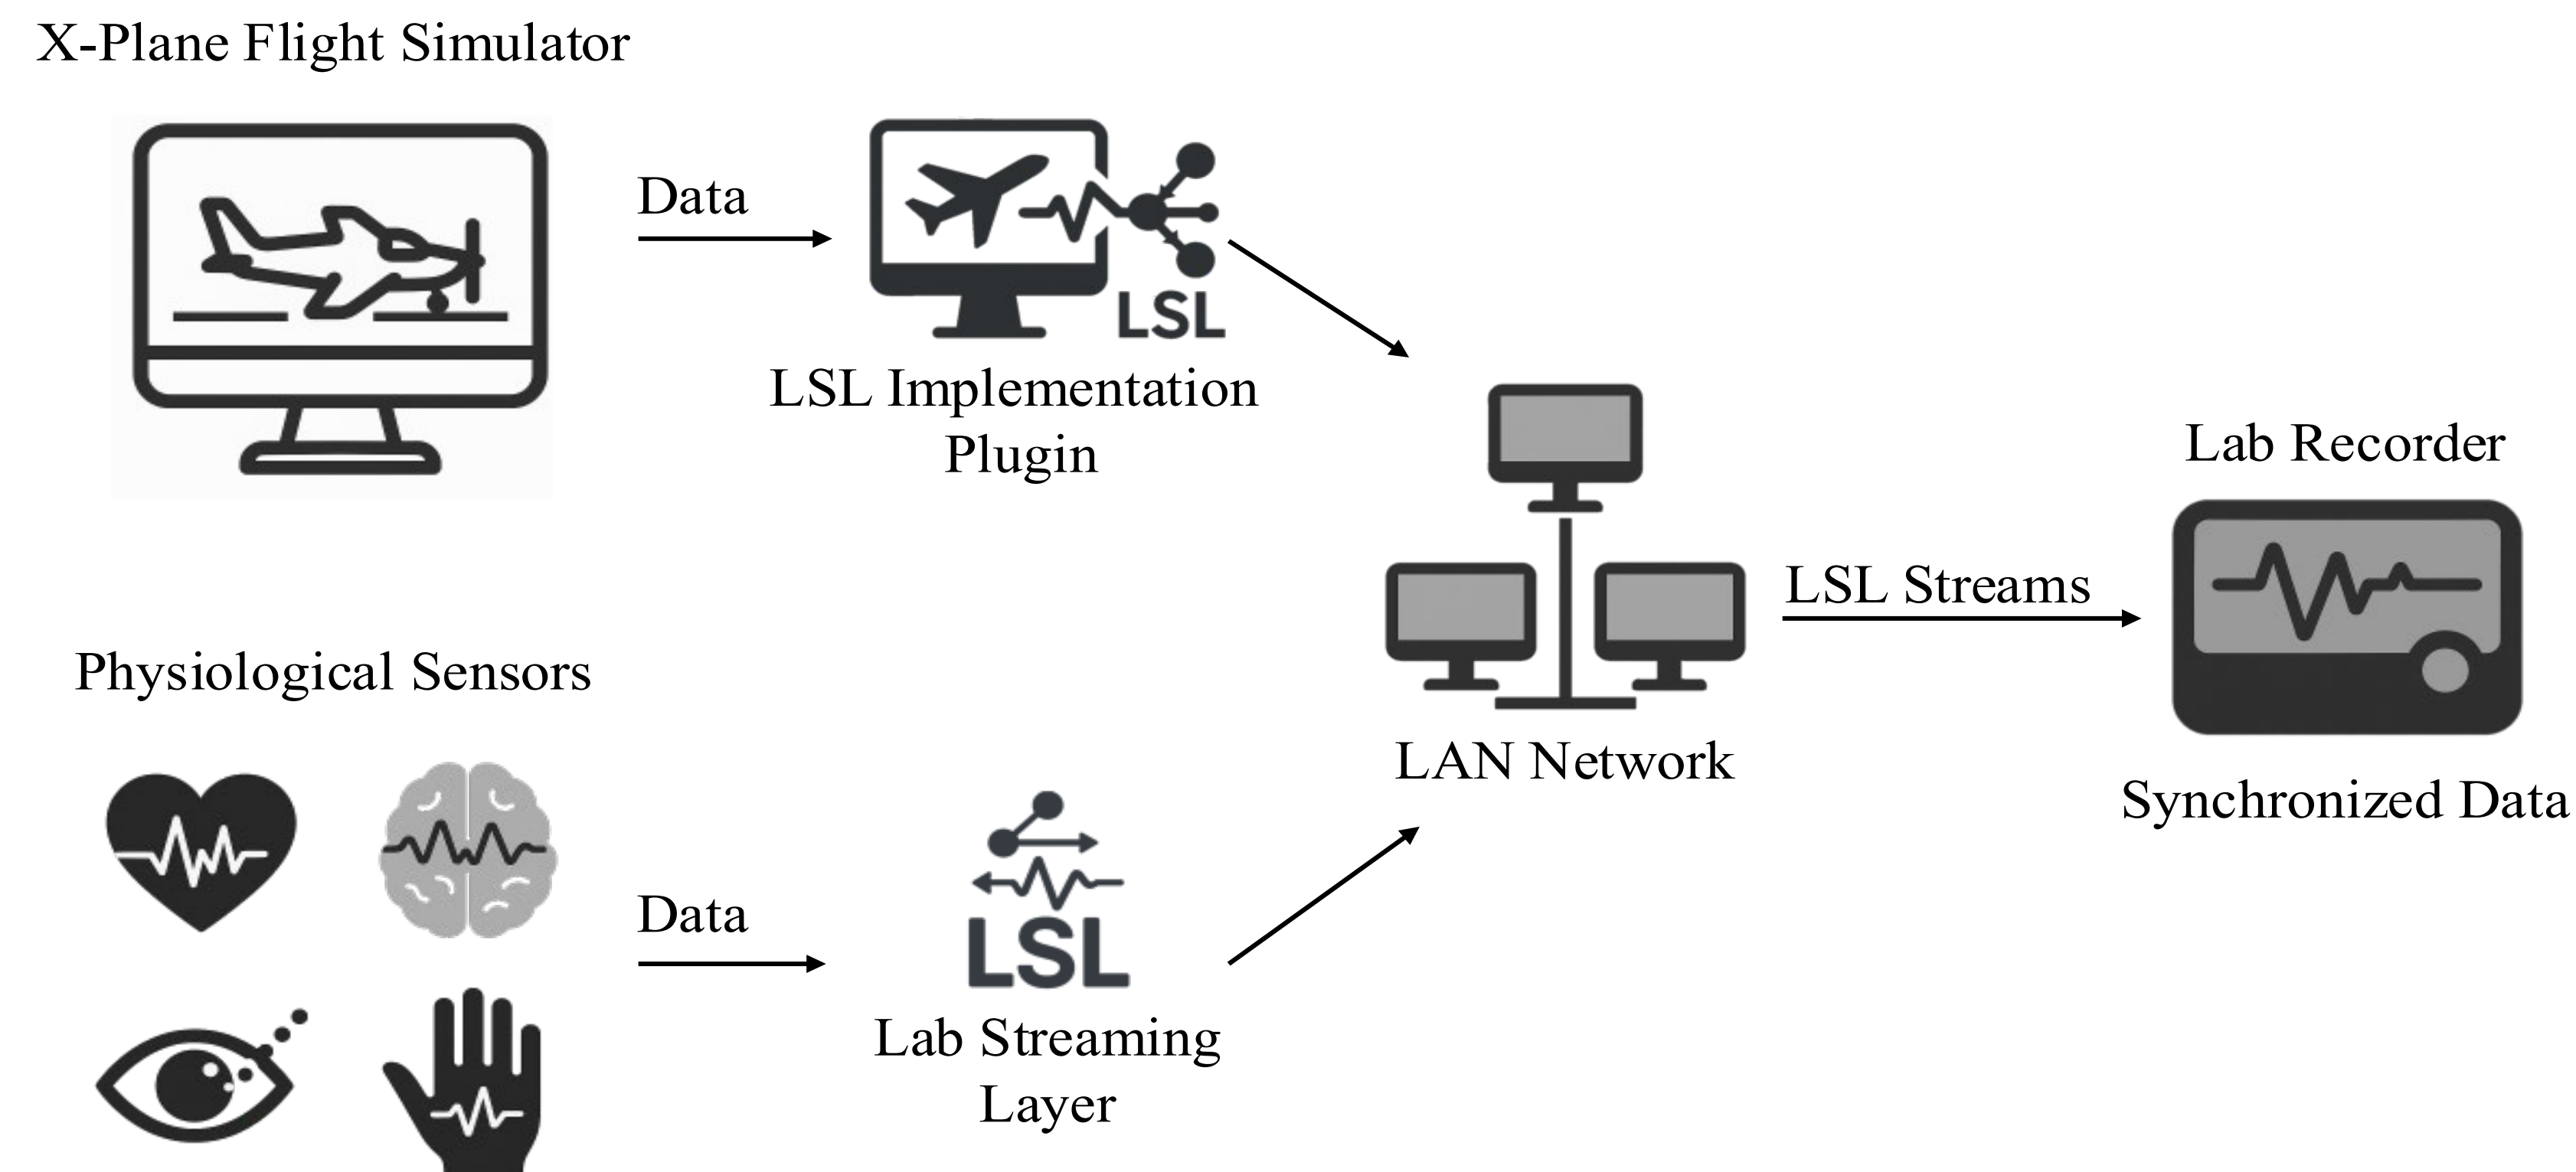 X-Plane Flight Simulator
Data
LSL
LSL Implementation
Plugin
Physiological Sensors
Data
LSL
Lab Streaming
Layer
LAN Network
LSL Streams
Lab Recorder
Synchronized Data